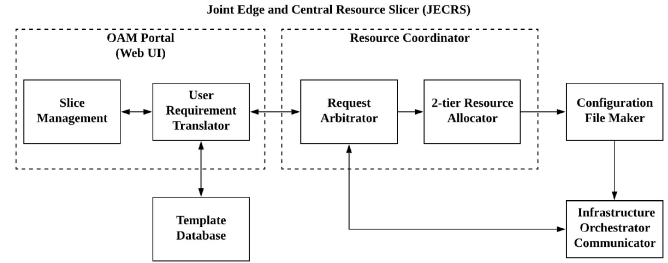 Joint Edge and Central Resource Slicer (JECRS)
OAM Portal
(Web UI)
Resource Coordinator
Slice
Management
User
Requirement
Translator
Request
Arbitrator
2-tier Resource
Allocator
Configuration
File Maker
Template
Database
Infrastructure
Orchestrator
Communicator